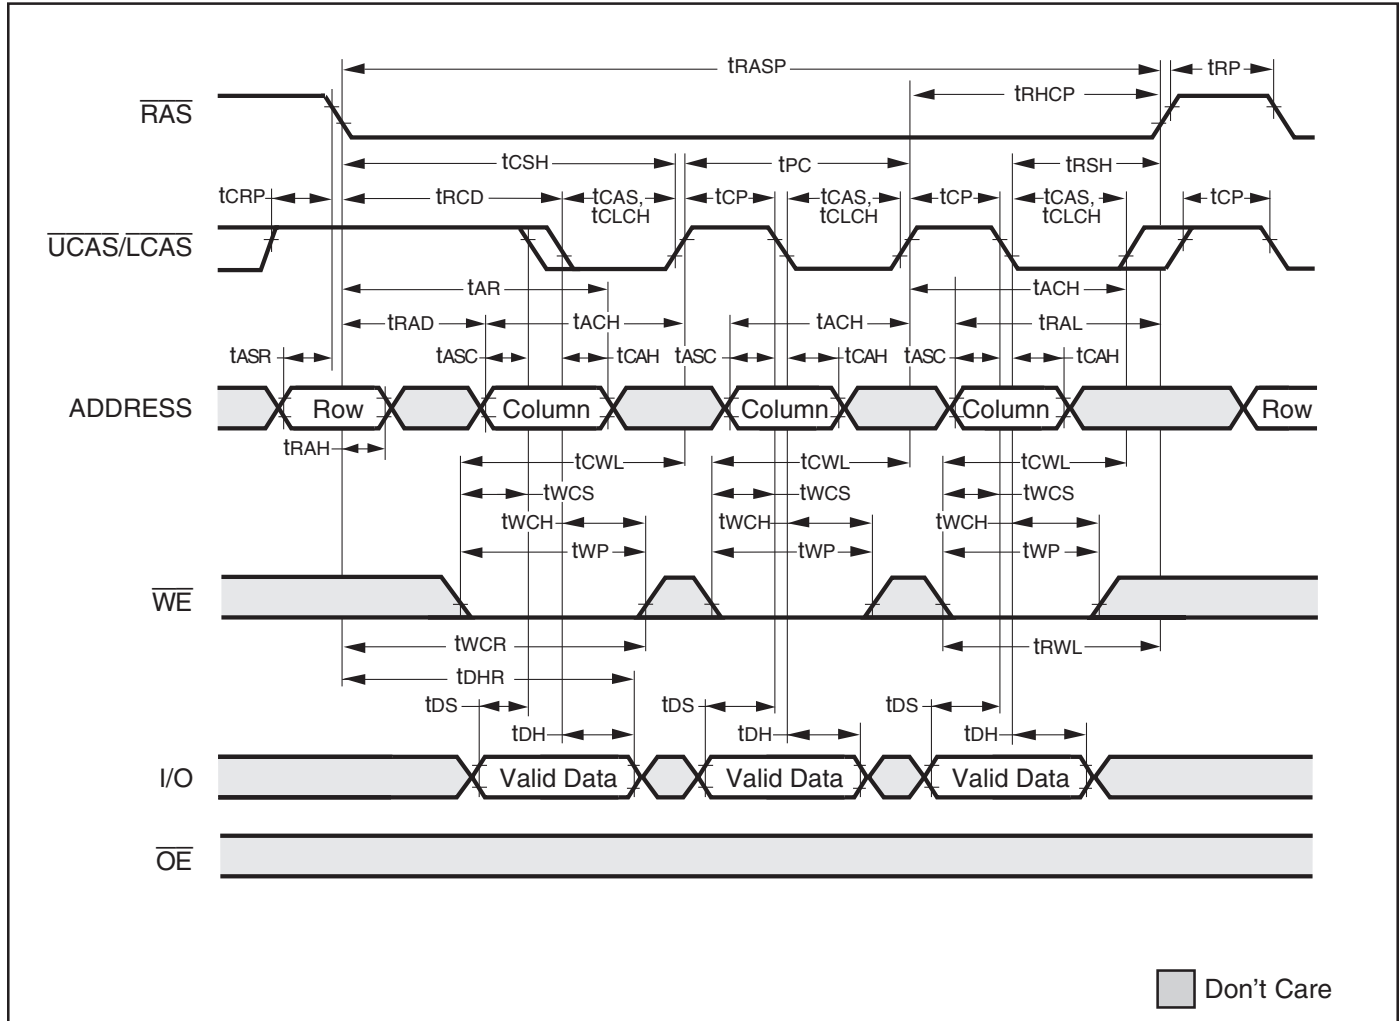 tRASP tRP
RAS tRHCP
tCSH tPC tRSH
tCRP tRCD tCAS, tCLCH tCP tCAS, tCLCH tCP tCAS, tCLCH tCP
UCAS/LCAS
tAR tACH
tRAD tACH tACH tRAL
tASR tASC tCAH tASC tCAH tASC tCAH
ADDRESS Row Column Column Column Row
tRAH
tCWL tCWL tCWL
tWCS tWCS tWCS
tWCH tWCH tWCH
tWP tWP tWP
WE
tWCR tRWL
tDHR
tDS tDS tDS
tDH tDH tDH
I/O Valid Data Valid Data Valid Data
OE
Don't Care